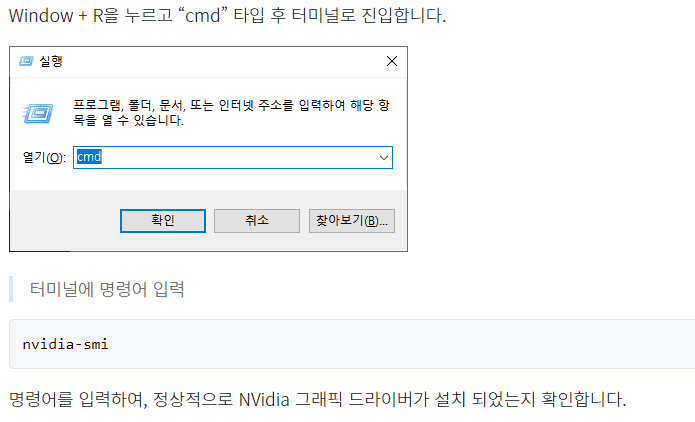 Window + R을 누르고 “cmd” 타입 후 터미널로 진입합니다.
실행
프로그램, 폴더, 문서, 또는 인터넷 주소를 입력하여 해당 항
목을 열 수 있습니다.
열기(O): cmd
확인 취소 찾아보기(B)...
터미널에 명령어 입력
nvidia-smi
명령어를 입력하여, 정상적으로 NVidia 그래픽 드라이버가 설치 되었는지 확인합니다.